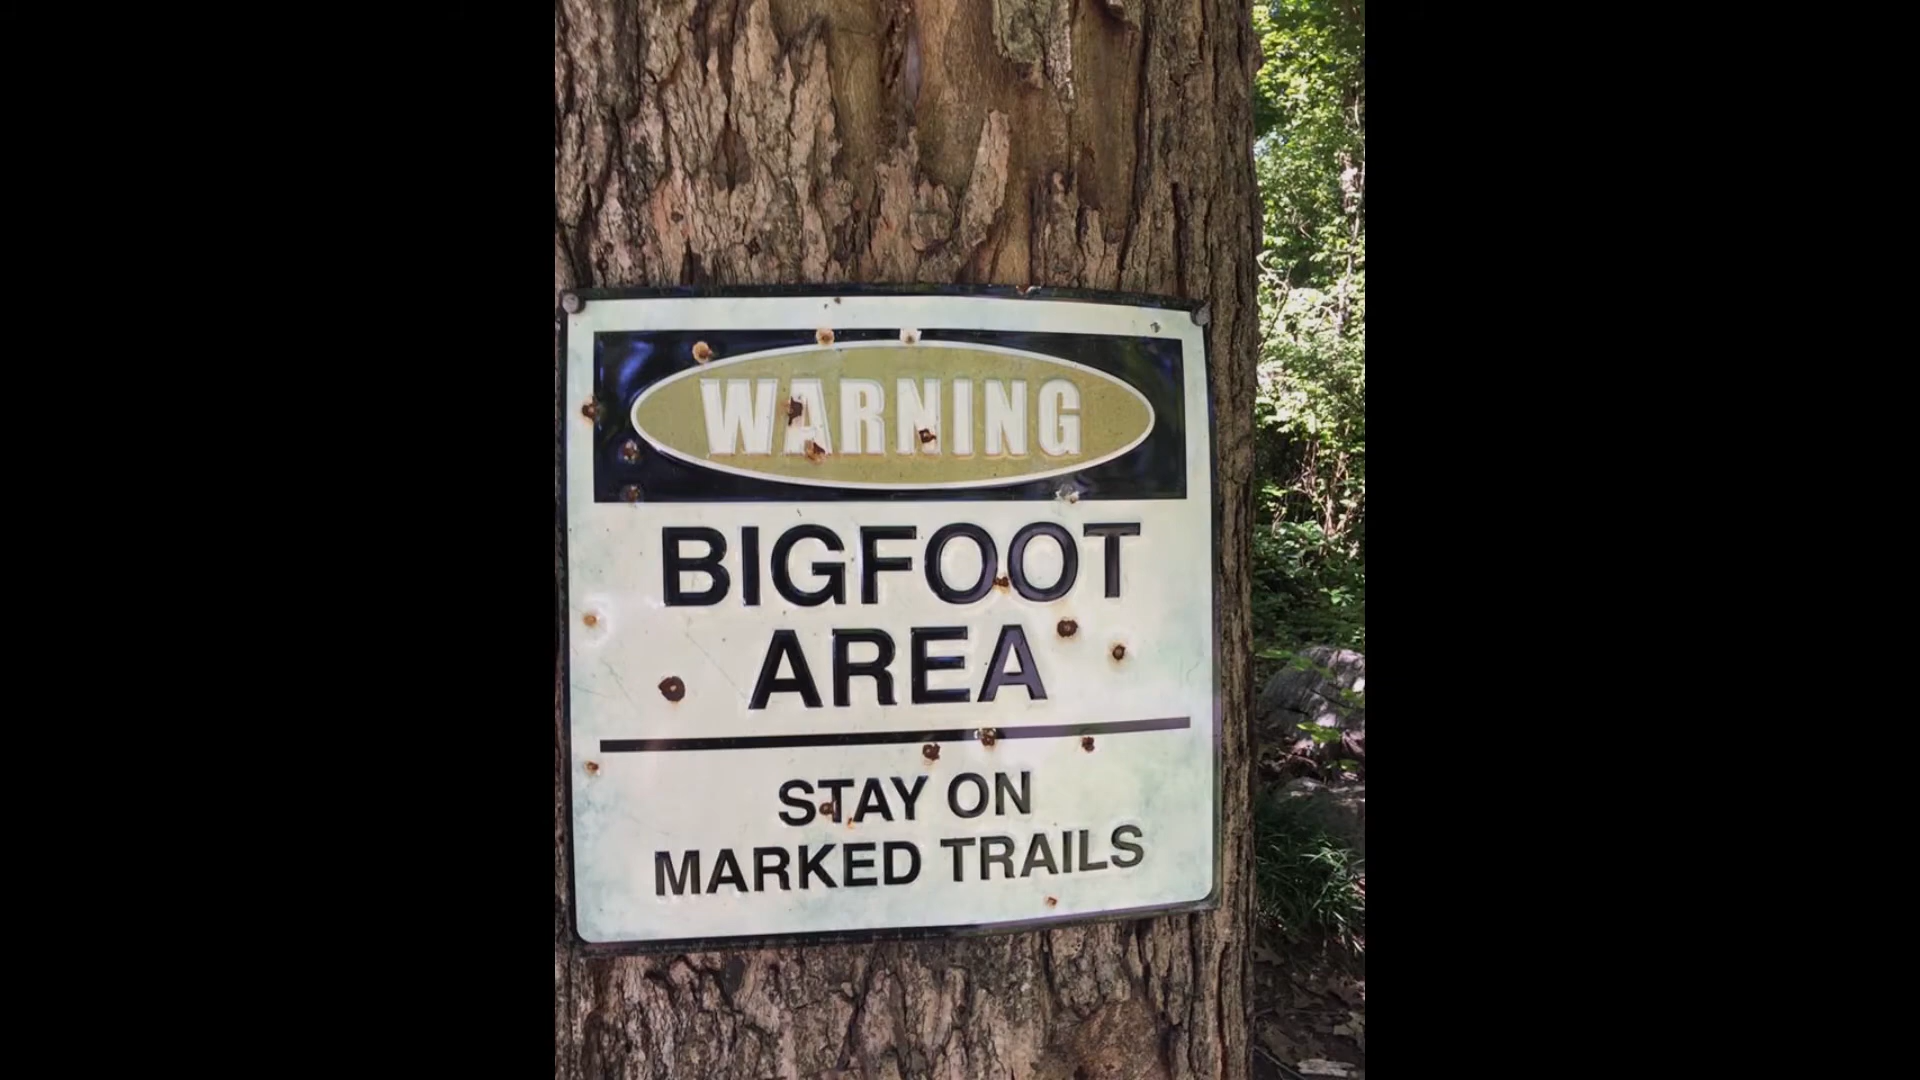 WARNING
BIGFOOT
AREA
STAY ON
MARKED TRAILS